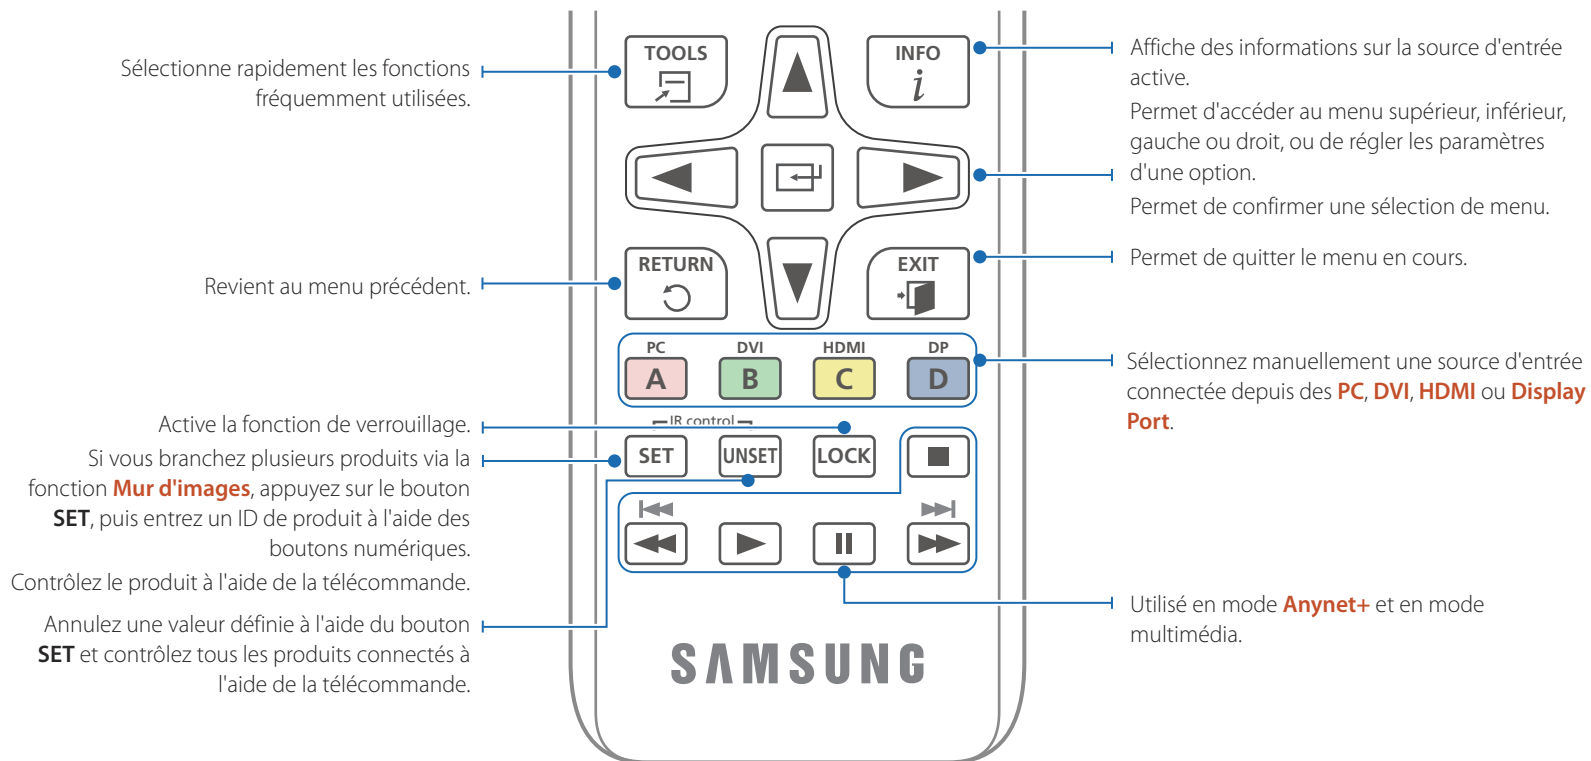 TOOLS
INFO
Sélectionne rapidement les fonctions
fréquemment utilisées.
Affiche des informations sur la source d'entrée
active.
Permet d'accéder au menu supérieur, inférieur,
gauche ou droit, ou de régler les paramètres
d'une option.
Permet de confirmer une sélection de menu.
RETURN
EXIT
Revient au menu précédent.
Permet de quitter le menu en cours.
PC DVI HDMI DP
A B C D
Sélectionnez manuellement une source d'entrée
connectée depuis des PC, DVI, HDMI ou Display
Port.
IR control
SET UNSET LOCK
Active la fonction de verrouillage.
Si vous branchez plusieurs produits via la
fonction Mur d'images, appuyez sur le bouton
SET, puis entrez un ID de produit à l'aide des
boutons numériques.
Contrôlez le produit à l'aide de la télécommande.
Annulez une valeur définie à l'aide du bouton
SET et contrôlez tous les produits connectés à
l'aide de la télécommande.
Utilisé en mode Anynet+ et en mode
multimédia.
SAMSUNG